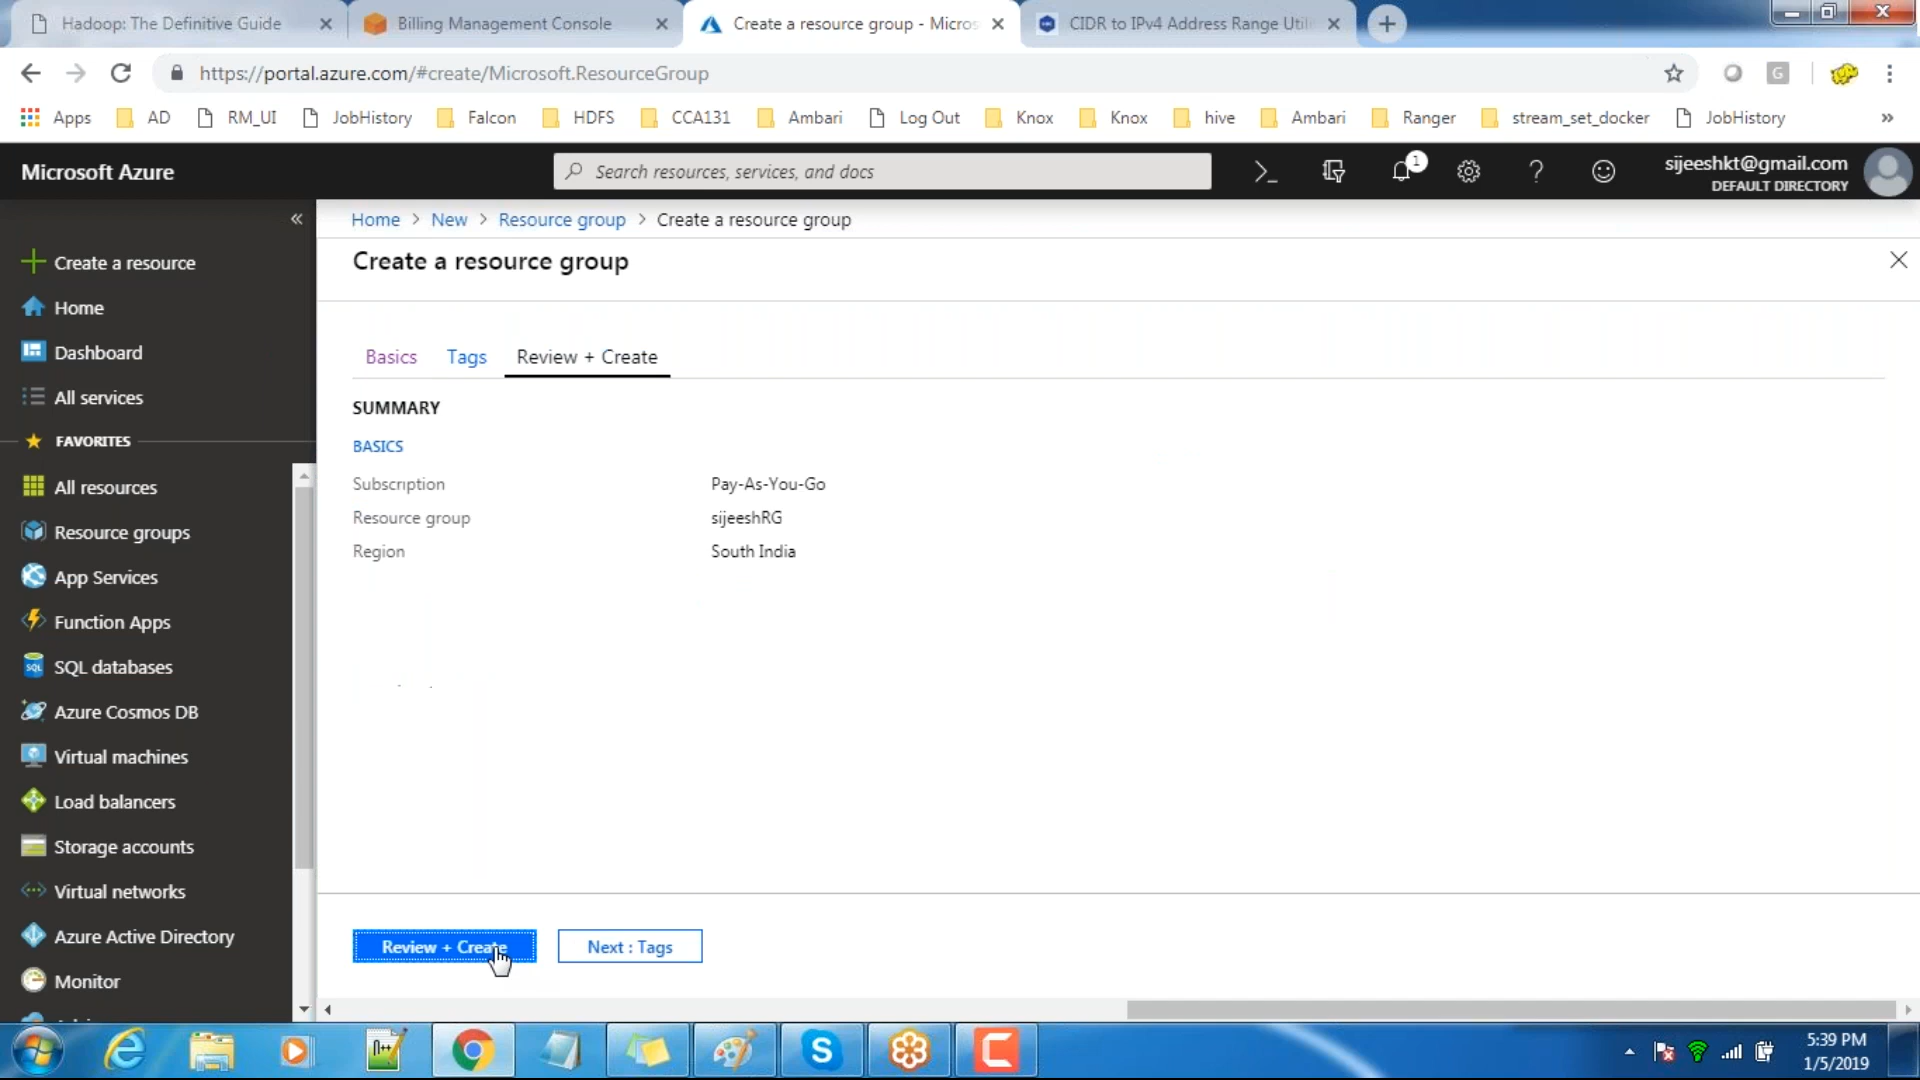 Hadoop: The Definitive Guide
Billing Management Console
Create a resource group - Micros
CIDR to IPv4 Address Range Utili
https://portal.azure.com/#create/Microsoft.ResourceGroup
G
Apps AD RM_UI JobHistory Falcon HDFS CCA131 Ambari Log Out Knox Knox hive Ambari Ranger stream_set_docker JobHistory »
Microsoft Azure
Search resources, services, and docs
1
sijeeshkt@gmail.com
DEFAULT DIRECTORY
Home > New > Resource group > Create a resource group
Create a resource group
Create a resource
Home
Dashboard
All services
FAVORITES
All resources
Resource groups
App Services
Function Apps
SQL databases
Azure Cosmos DB
Virtual machines
Load balancers
Storage accounts
Virtual networks
Azure Active Directory
Monitor
Basics Tags Review + Create
SUMMARY
BASICS
Subscription Pay-As-You-Go
Resource group sijeeshRG
Region South India
Review + Create
Next : Tags
5:39 PM
1/5/2019